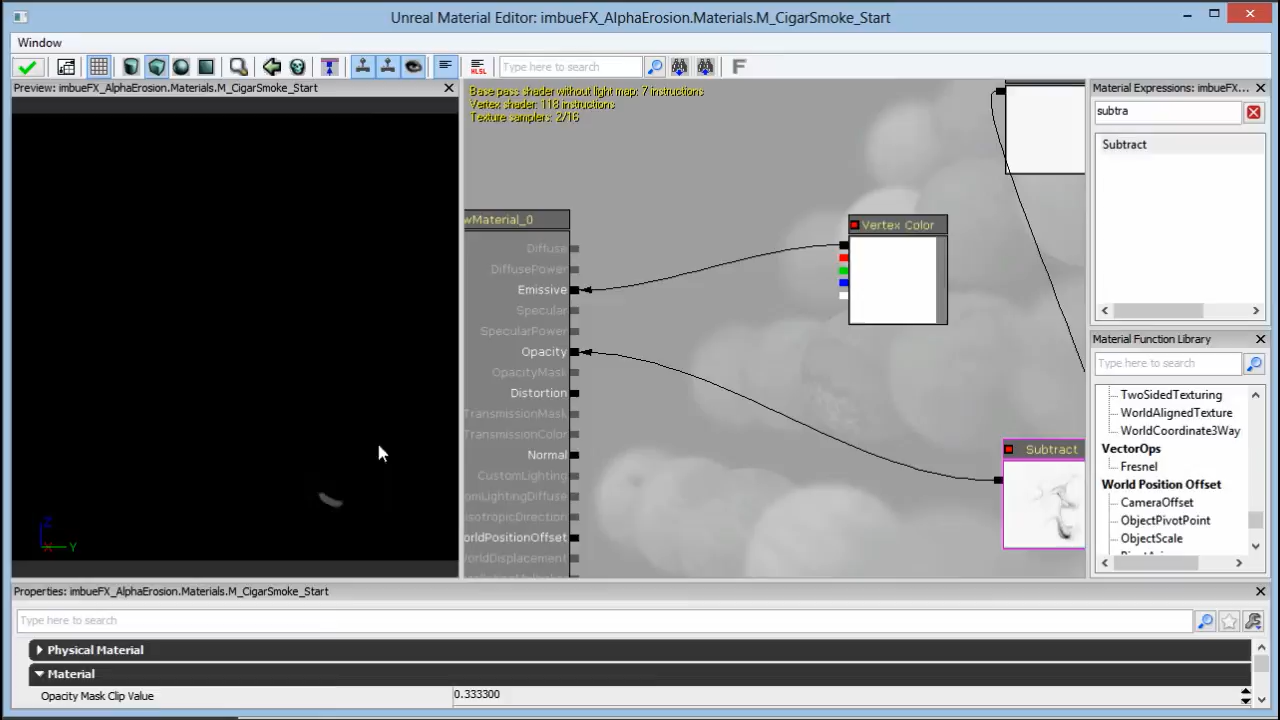 Unreal Material Editor: imbueFX_AlphaErosion.Materials.M_CigarSmoke_Start
Window
HLSL
Type here to search
F
Preview: imbueFX_AlphaErosion.Materials.M_CigarSmoke_Start
Z
X
Y
Base pass shader without light map: 7 instructions
Vertex shader: 118 instructions
Texture samplers: 2/16
wMaterial_0
Diffuse
DiffusePower
Emissive
Specular
SpecularPower
Opacity
OpacityMask
Distortion
TransmissionMask
TransmissionColor
Normal
CustomLighting
omLightingDiffuse
isotropicDirection
orldPositionOffset
orldDisplacement
Vertex Color
Subtract
Material Expressions: imbueFX...
subtra
Subtract
Material Function Library
Type here to search
TwoSidedTexturing
WorldAlignedTexture
WorldCoordinate3Way
VectorOps
Fresnel
World Position Offset
CameraOffset
ObjectPivotPoint
ObjectScale
Properties: imbueFX_AlphaErosion.Materials.M_CigarSmoke_Start
Type here to search
Physical Material
Material
Opacity Mask Clip Value
0.333300